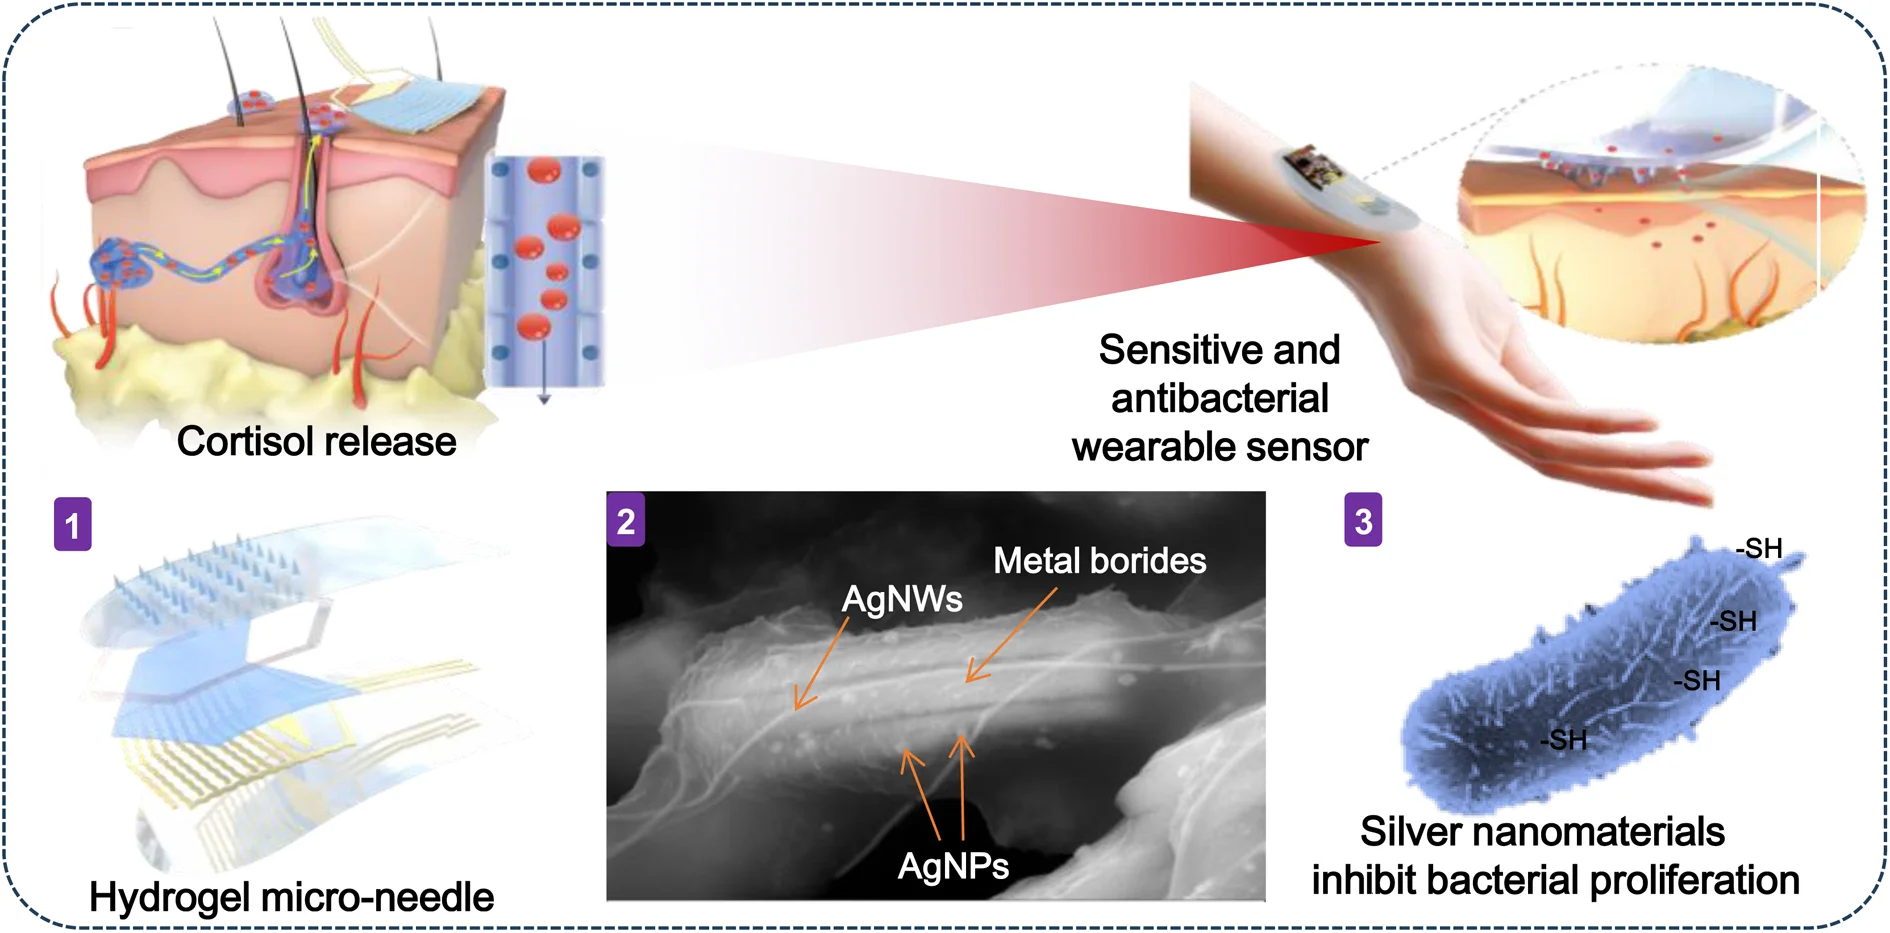 Cortisol release
Sensitive and
antibacterial
wearable sensor
1
Hydrogel micro-needle
2
Metal borides
AgNWs
AgNPs
3
-SH
-SH
-SH
-SH
Silver nanomaterials
inhibit bacterial proliferation